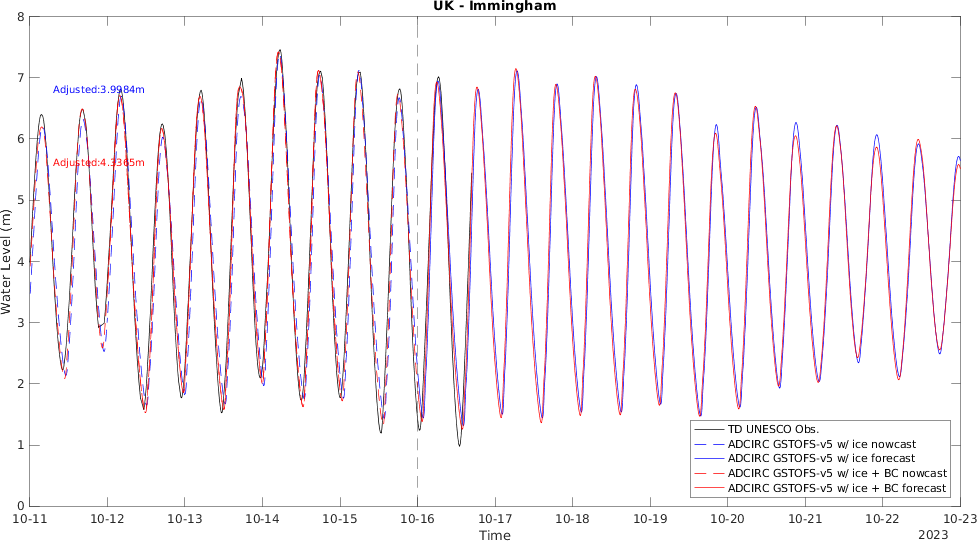 UK - Immingham
8
7
6
5
4
3
2
1
0
Water Level (m)
Adjusted:3.9984m
Adjusted:4.3365m
TD UNESCO Obs.
ADCIRC GSTOFS-v5 w/ ice nowcast
ADCIRC GSTOFS-v5 w/ ice forecast
ADCIRC GSTOFS-v5 w/ ice + BC nowcast
ADCIRC GSTOFS-v5 w/ ice + BC forecast
10-11 10-12 10-13 10-14 10-15 10-16 10-17 10-18 10-19 10-20 10-21 10-22 10-23
Time
2023